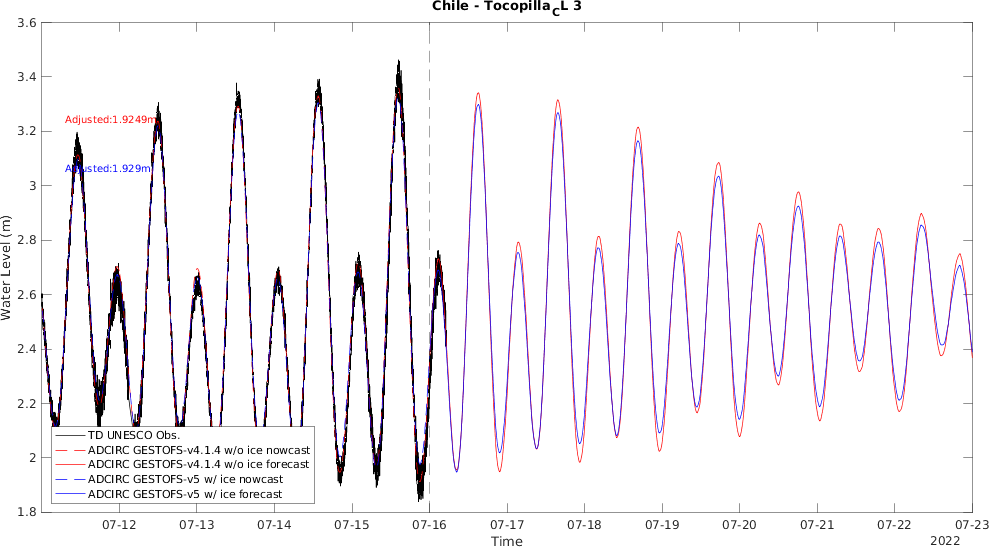 Chile - Tocopilla_CL 3
Water Level (m)
3.6
3.4
3.2
3
2.8
2.6
2.4
2.2
2
1.8
Adjusted:1.9249m
Adjusted:1.929m
TD UNESCO Obs.
ADCIRC GESTOFS-v4.1.4 w/o ice nowcast
ADCIRC GESTOFS-v4.1.4 w/o ice forecast
ADCIRC GESTOFS-v5 w/ ice nowcast
ADCIRC GESTOFS-v5 w/ ice forecast
07-12 07-13 07-14 07-15 07-16 07-17 07-18 07-19 07-20 07-21 07-22 07-23
Time
2022